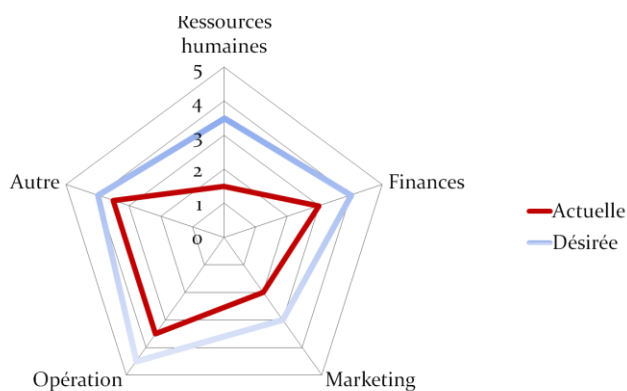 Ressources
humaines
5
4
3
2
1
0
Autre
Finances
Actuelle
Désirée
Opération
Marketing